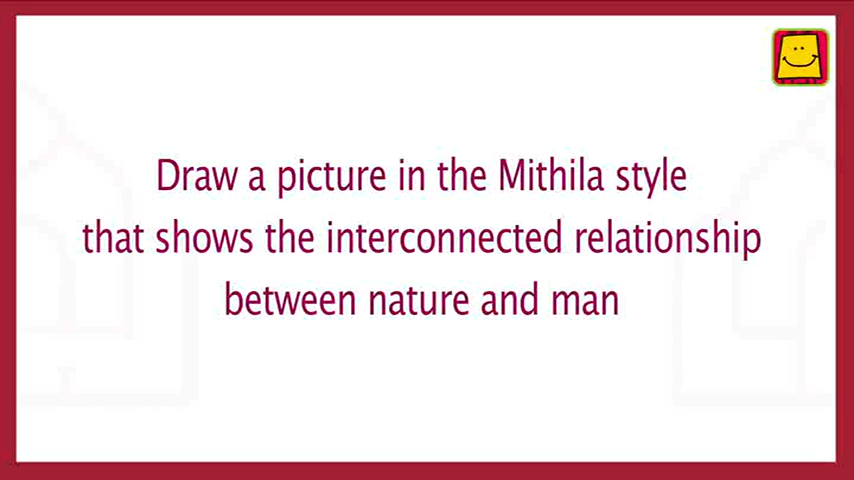 Draw a picture in the Mithila style
that shows the interconnected relationship
between nature and man